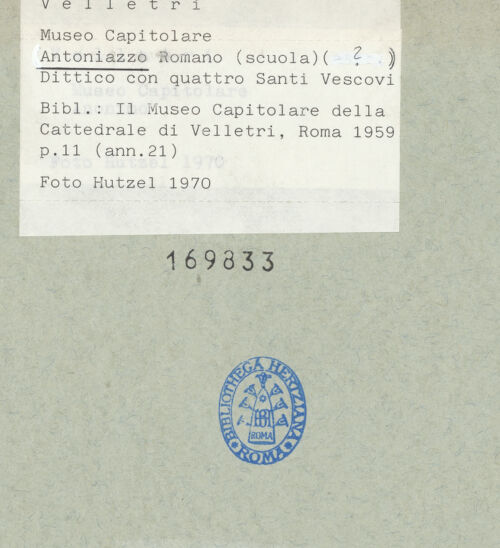 Velletri
Museo Capitolare
Antoniazzo Romano (scuola)( ? )
Dittico con quattro Santi Vescovi
Bibl.: Il Museo Capitolare della
Cattedrale di Velletri, Roma 1959
p.11 (ann.21)
Foto Hutzel 1970
169833
BIBLIOTHECA HERTZIANA
ROMA
ROMA